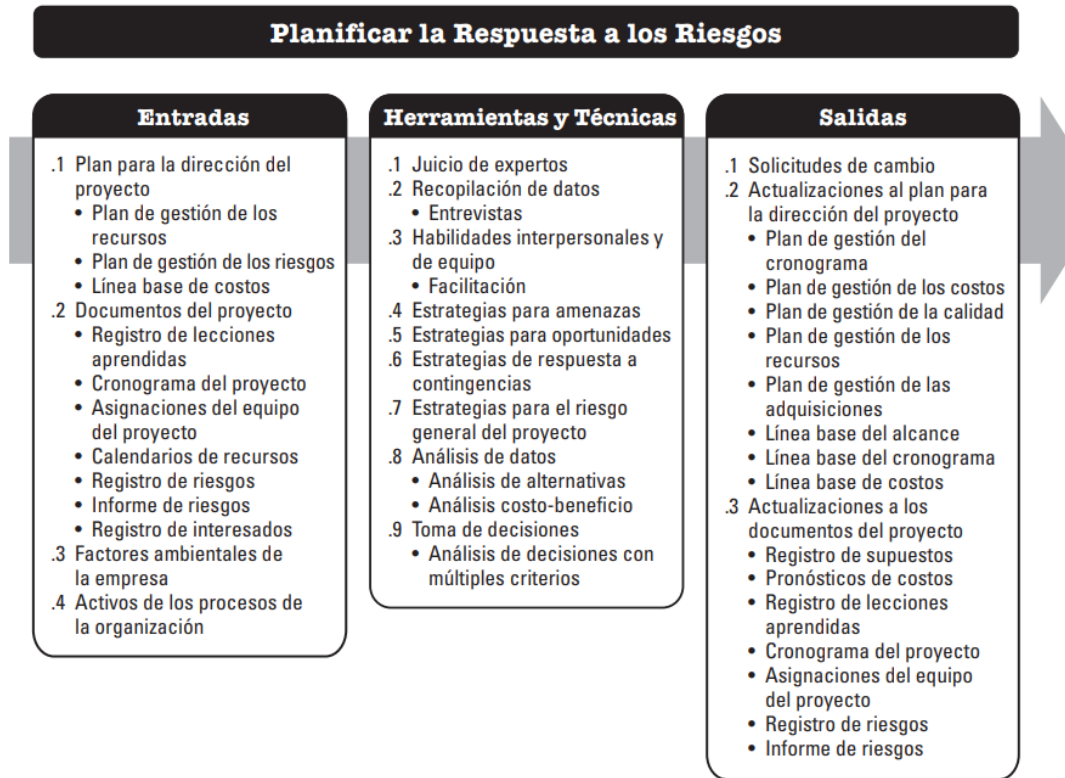 Planificar la Respuesta a los Riesgos
Entradas
.1 Plan para la dirección del
proyecto
• Plan de gestión de los
recursos
• Plan de gestión de los riesgos
• Línea base de costos
.2 Documentos del proyecto
• Registro de lecciones
aprendidas
• Cronograma del proyecto
• Asignaciones del equipo
del proyecto
• Calendarios de recursos
• Registro de riesgos
• Informe de riesgos
• Registro de interesados
.3 Factores ambientales de
la empresa
.4 Activos de los procesos de
la organización
Herramientas y Técnicas
.1 Juicio de expertos
.2 Recopilación de datos
• Entrevistas
.3 Habilidades interpersonales y
de equipo
• Facilitación
.4 Estrategias para amenazas
.5 Estrategias para oportunidades
.6 Estrategias de respuesta a
contingencias
.7 Estrategias para el riesgo
general del proyecto
.8 Análisis de datos
• Análisis de alternativas
• Análisis costo-beneficio
.9 Toma de decisiones
• Análisis de decisiones con
múltiples criterios
Salidas
.1 Solicitudes de cambio
.2 Actualizaciones al plan para
la dirección del proyecto
• Plan de gestión del
cronograma
• Plan de gestión de los costos
• Plan de gestión de la calidad
• Plan de gestión de los
recursos
• Plan de gestión de las
adquisiciones
• Línea base del alcance
• Línea base del cronograma
• Línea base de costos
.3 Actualizaciones a los
documentos del proyecto
• Registro de supuestos
• Pronósticos de costos
• Registro de lecciones
aprendidas
• Cronograma del proyecto
• Asignaciones del equipo
del proyecto
• Registro de riesgos
• Informe de riesgos